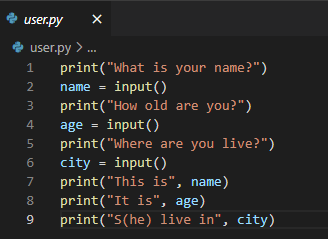 user.py
user.py > ...
1 print("What is your name?")
2 name = input()
3 print("How old are you?")
4 age = input()
5 print("Where are you live?")
6 city = input()
7 print("This is", name)
8 print("It is", age)
9 print("S(he) live in", city)